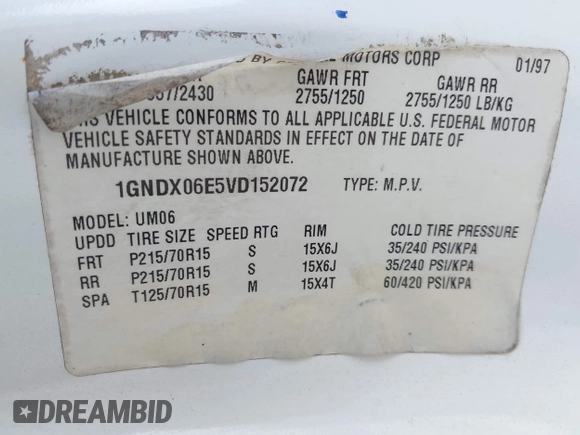 BY MOTORS CORP 01/97
GAWR FRT GAWR RR
/2430 2755/1250 2755/1250 LB/KG
THIS VEHICLE CONFORMS TO ALL APPLICABLE U.S. FEDERAL MOTOR
VEHICLE SAFETY STANDARDS IN EFFECT ON THE DATE OF
MANUFACTURE SHOWN ABOVE.
1GNDX06E5VD152072 TYPE: M.P.V.
MODEL: UM06
UPDD TIRE SIZE SPEED RTG RIM COLD TIRE PRESSURE
FRT P215/70R15 S 15X6J 35/240 PSI/KPA
RR P215/70R15 S 15X6J 35/240 PSI/KPA
SPA T125/70R15 M 15X4T 60/420 PSI/KPA
DREAMBID